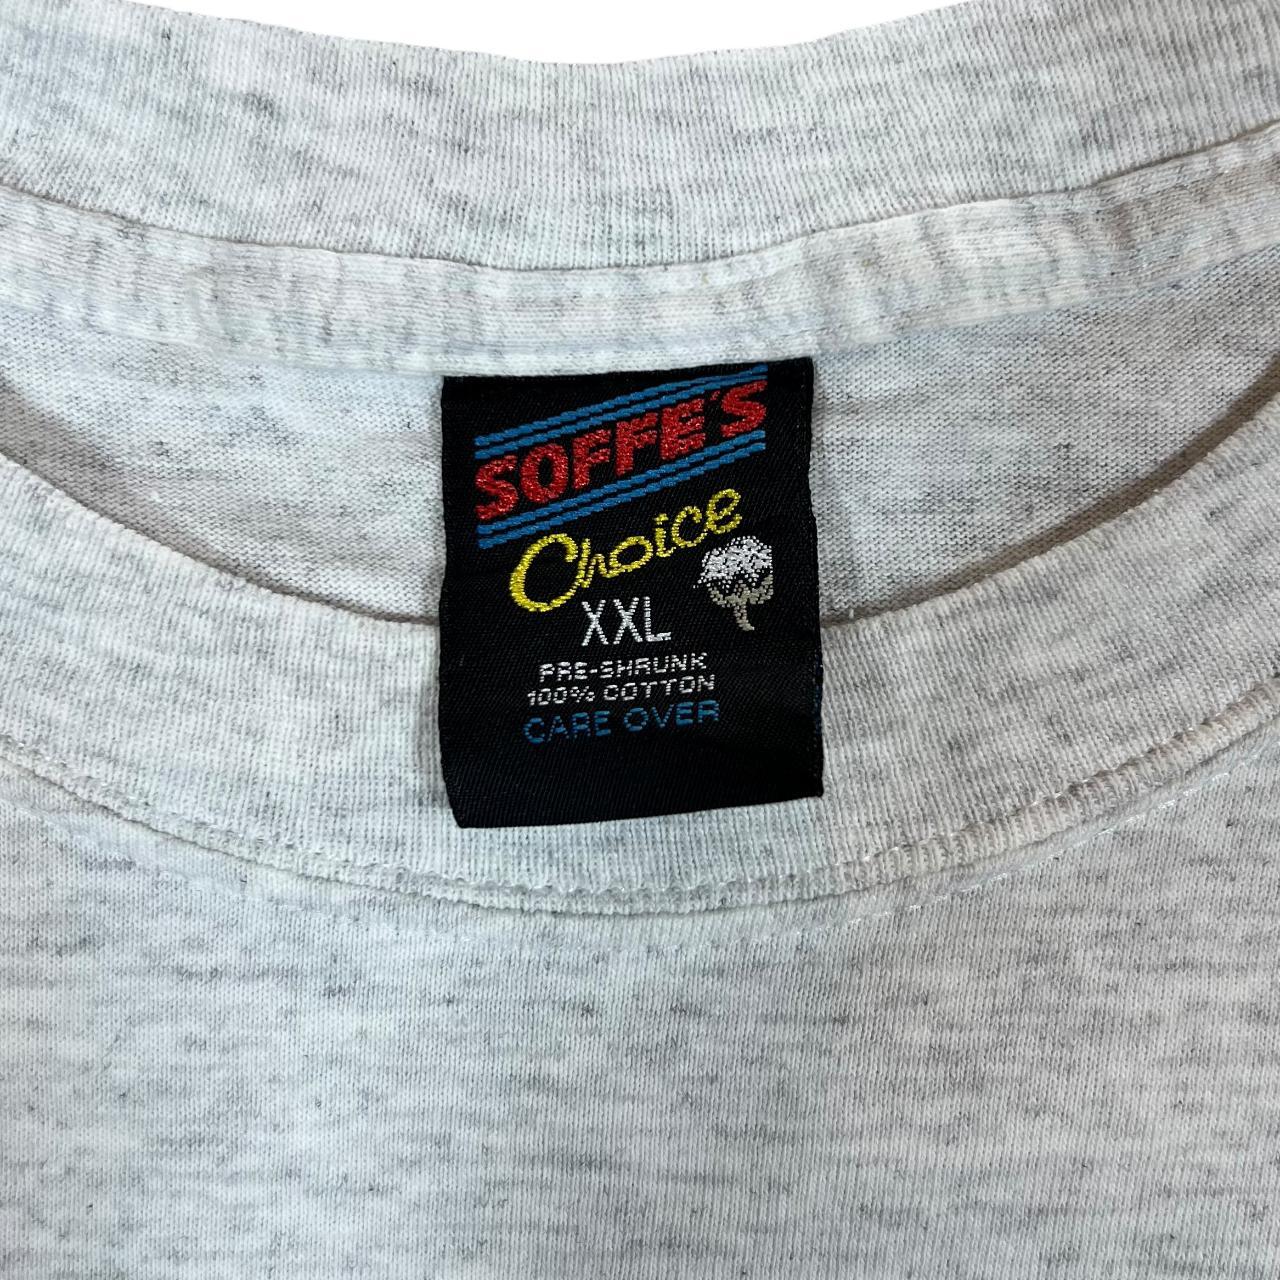 SOFFE'S
Choice
XXL
PRE-SHRUNK
100% COTTON
CARE OVER